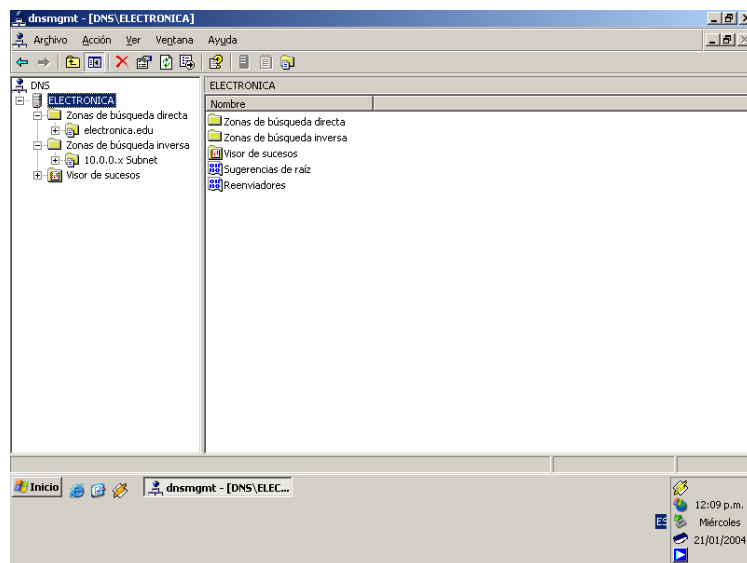 dnsmgmt - [DNS\ELECTRONICA]
Archivo Acción Ver Ventana Ayuda
DNS
ELECTRONICA
Zonas de búsqueda directa
electronica.edu
Zonas de búsqueda inversa
10.0.0.x Subnet
Visor de sucesos
ELECTRONICA
Nombre
Zonas de búsqueda directa
Zonas de búsqueda inversa
Visor de sucesos
Sugerencias de raíz
Reenviadores
Inicio
dnsmgmt - [DNS\ELEC...
ES
12:09 p.m.
Miércoles
21/01/2004